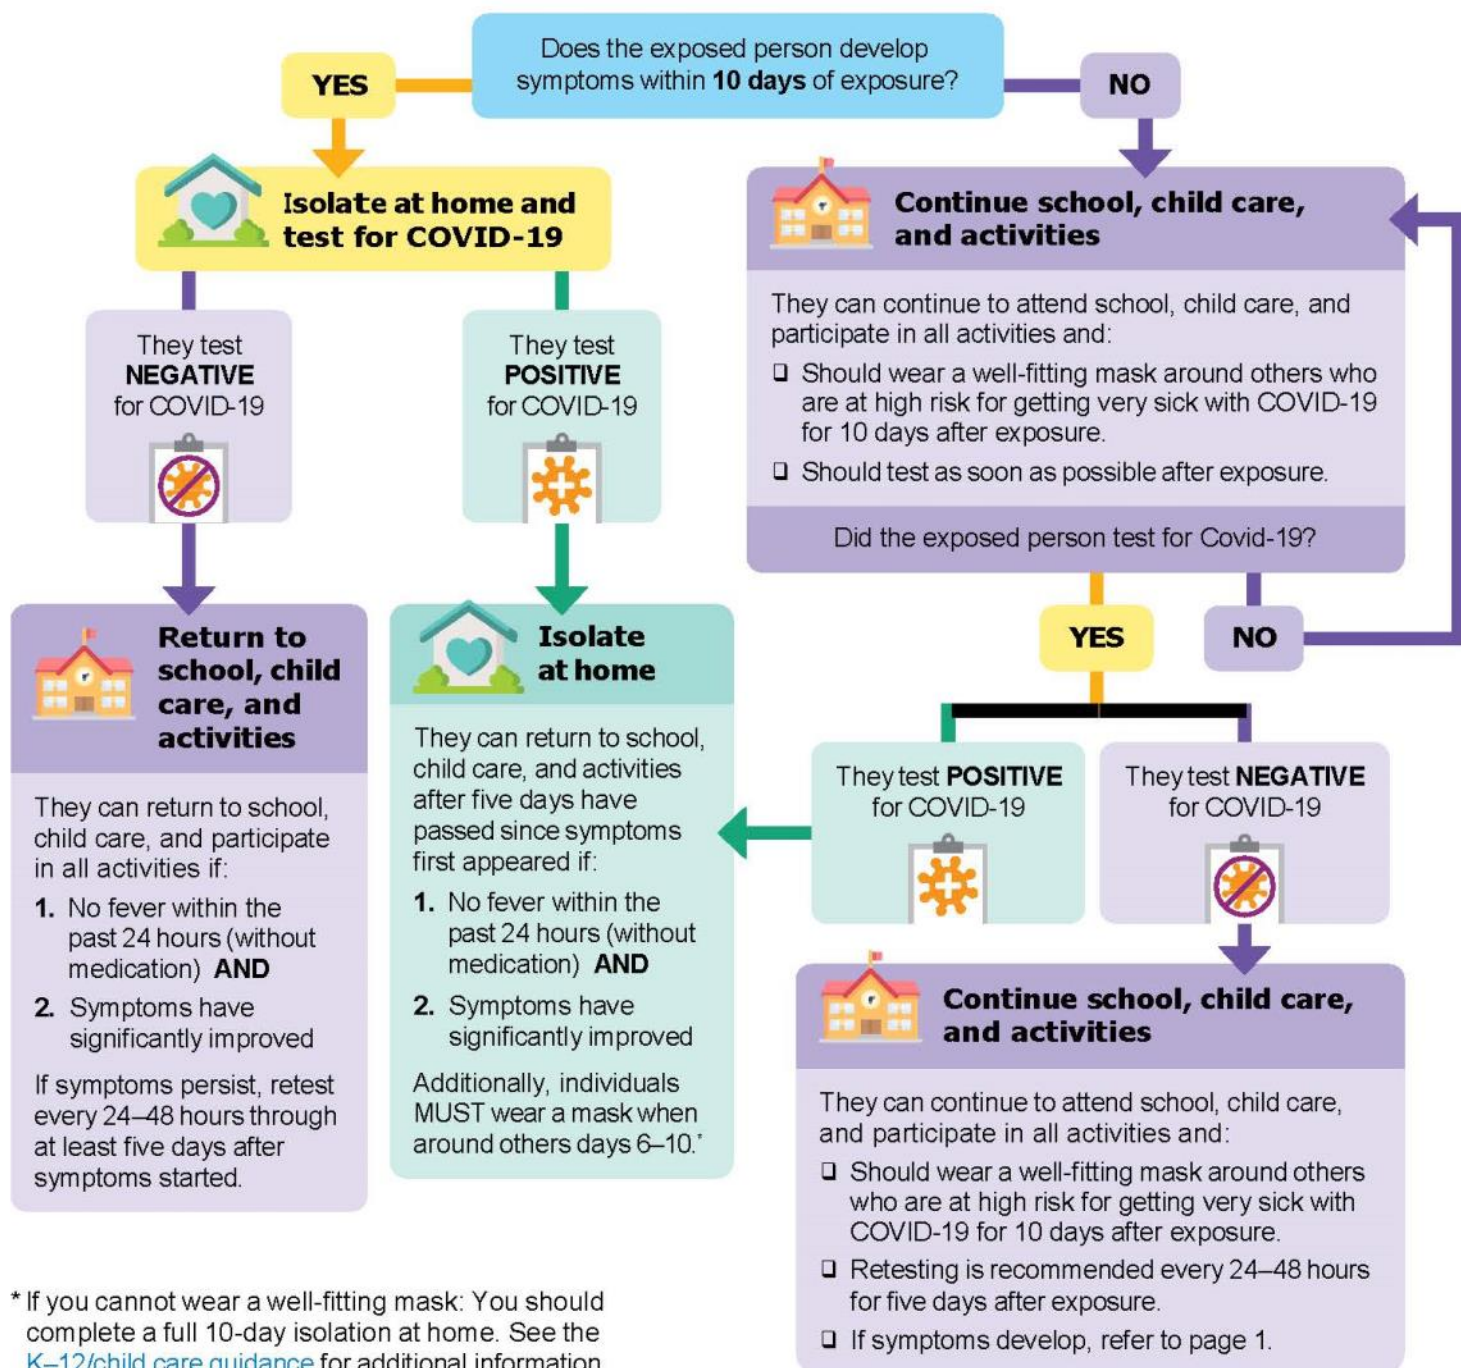 Does the exposed person develop
symptoms within 10 days of exposure?
YES
NO
Isolate at home and
test for COVID-19
They test
NEGATIVE
for COVID-19
They test
POSITIVE
for COVID-19
Return to
school, child
care, and
activities
They can return to school,
child care, and participate
in all activities if:
1. No fever within the
past 24 hours (without
medication) AND
2. Symptoms have
significantly improved
If symptoms persist, retest
every 24–48 hours through
at least five days after
symptoms started.
Isolate
at home
They can return to school,
child care, and activities
after five days have
passed since symptoms
first appeared if:
1. No fever within the
past 24 hours (without
medication) AND
2. Symptoms have
significantly improved
Additionally, individuals
MUST wear a mask when
around others days 6–10.*
Continue school, child care,
and activities
They can continue to attend school, child care, and
participate in all activities and:
❑ Should wear a well-fitting mask around others who
are at high risk for getting very sick with COVID-19
for 10 days after exposure.
❑ Should test as soon as possible after exposure.
Did the exposed person test for Covid-19?
YES
NO
They test POSITIVE
for COVID-19
They test NEGATIVE
for COVID-19
Continue school, child care,
and activities
They can continue to attend school, child care,
and participate in all activities and:
❑ Should wear a well-fitting mask around others
who are at high risk for getting very sick with
COVID-19 for 10 days after exposure.
❑ Retesting is recommended every 24–48 hours
for five days after exposure.
❑ If symptoms develop, refer to page 1.
* If you cannot wear a well-fitting mask: You should
complete a full 10-day isolation at home. See the
K–12/child care guidance for additional information